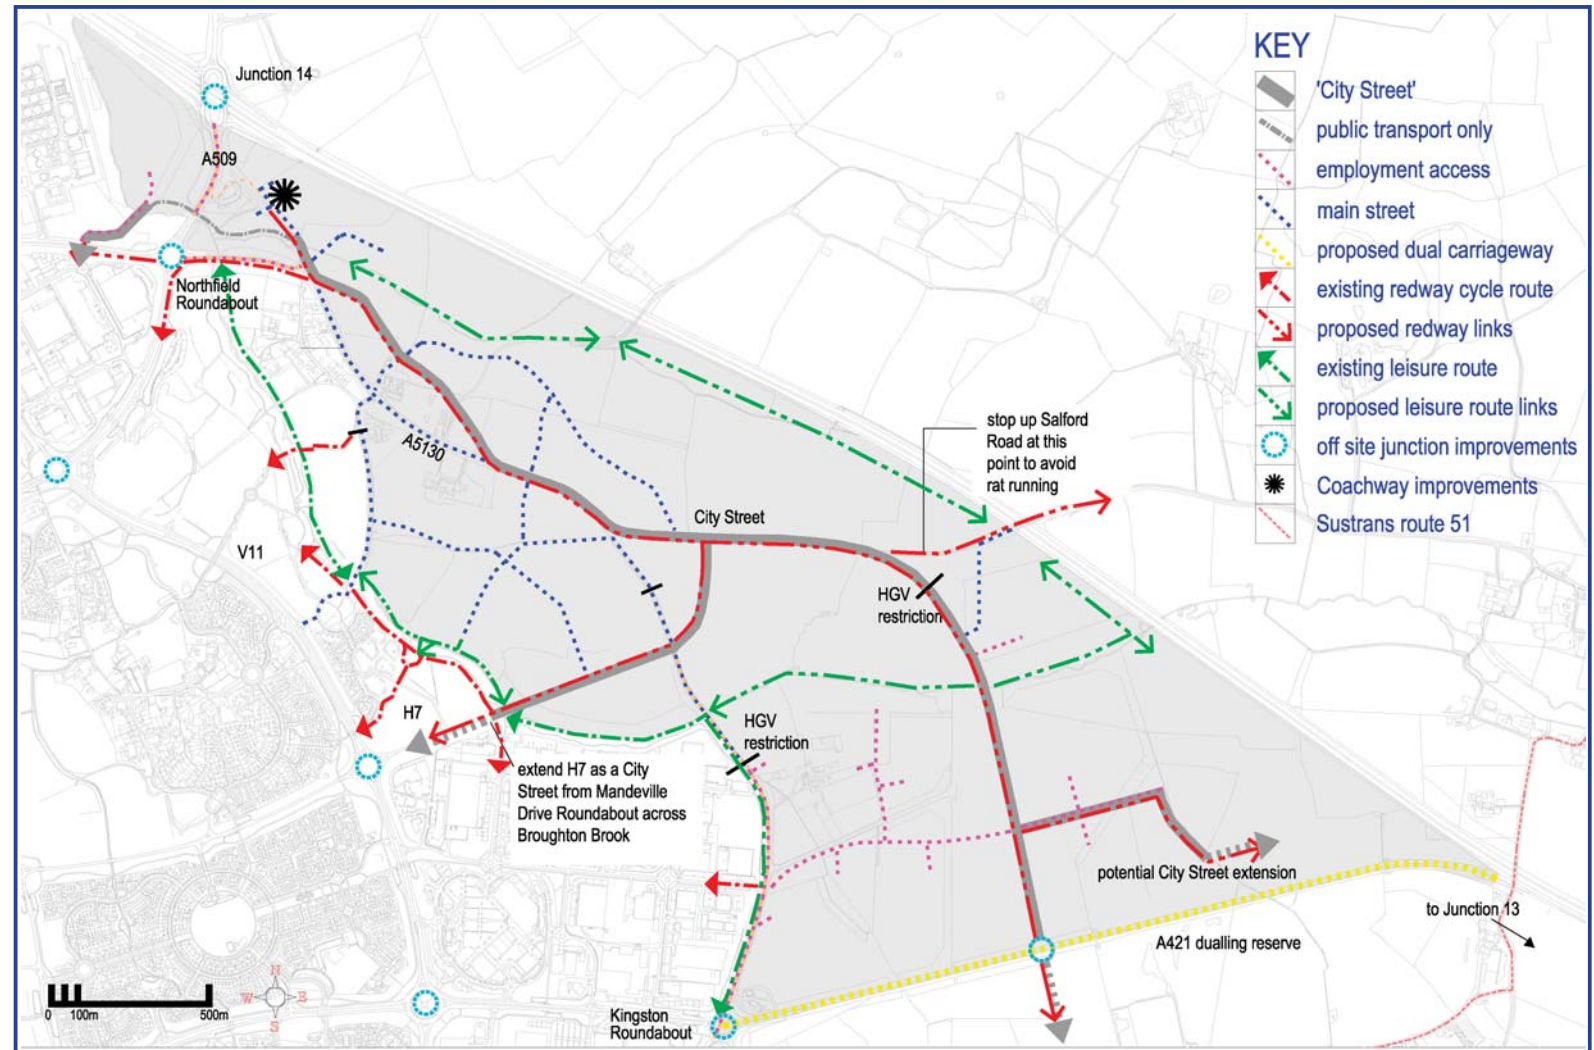 KEY
'City Street'
public transport only
employment access
main street
proposed dual carriageway
existing redway cycle route
proposed redway links
existing leisure route
proposed leisure route links
off site junction improvements
Coachway improvements
Sustrans route 51
Junction 14
A509
Northfield
Roundabout
A5130
V11
City Street
stop up Salford
Road at this
point to avoid
rat running
HGV
restriction
H7
HGV
restriction
extend H7 as a City
Street from Mandeville
Drive Roundabout across
Broughton Brook
potential City Street extension
to Junction 13
A421 dualling reserve
Kingston
Roundabout
N
W
E
S
0 100m 500m